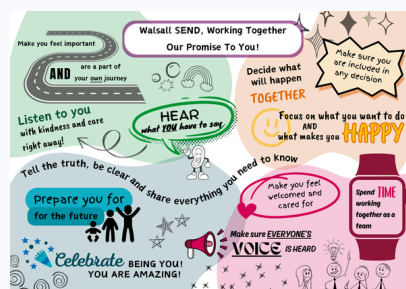 Walsall SEND, Working Together
Our Promise To You!
Make you feel important
AND
are a part of
your own journey
Listen to you
with kindness and care
right away!
HEAR
what YOU have to say
Decide what
will happen
TOGETHER
Make sure you
are included in
any decision
Focus on what you want to do
AND
what makes you HAPPY
Tell the truth, be clear and share everything you need to know
Prepare you for
for the future
Celebrate BEING YOU!
YOU ARE AMAZING!
Make you feel
welcomed and
cared for
Make sure EVERYONE'S
VOICE IS HEARD
Spend TIME
working
together as a
team